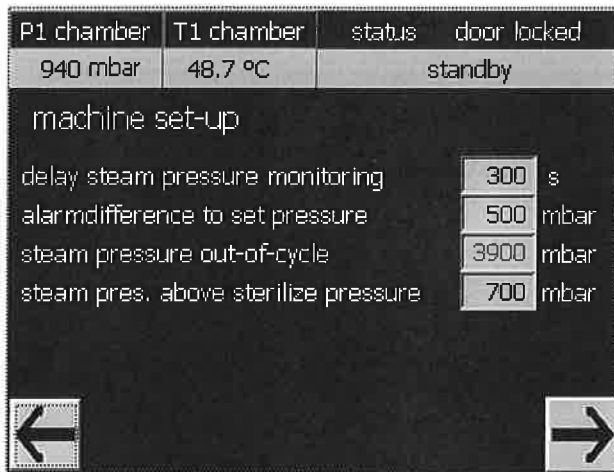 P1 chamber T1 chamber status door locked
940 mbar 48.7 °C standby
machine set-up
delay steam pressure monitoring 300 s
alarmdifference to set pressure 500 mbar
steam pressure out-of-cycle 3900 mbar
steam pres. above sterilize pressure 700 mbar